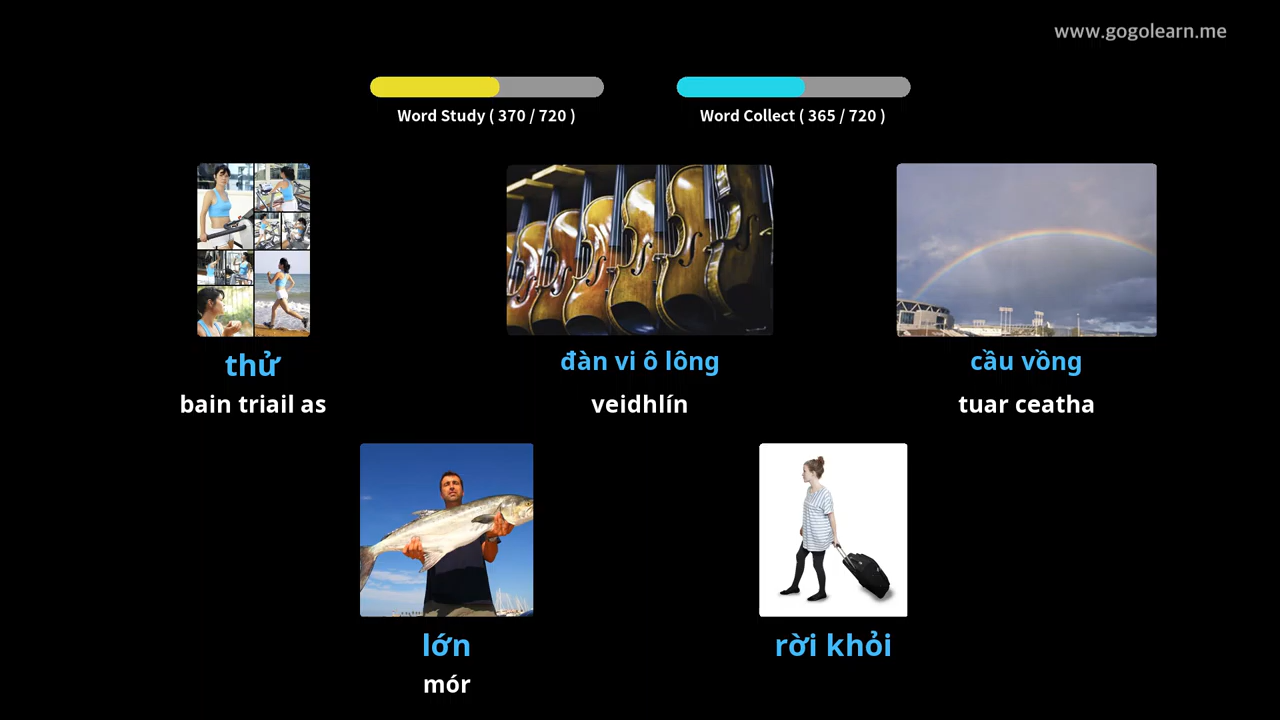 www.gogolearn.me
Word Study ( 370 / 720 )
Word Collect ( 365 / 720 )
thử
đàn vi ô lông
cầu vồng
bain triail as
veidhlín
tuar ceatha
lớn
rời khỏi
mór